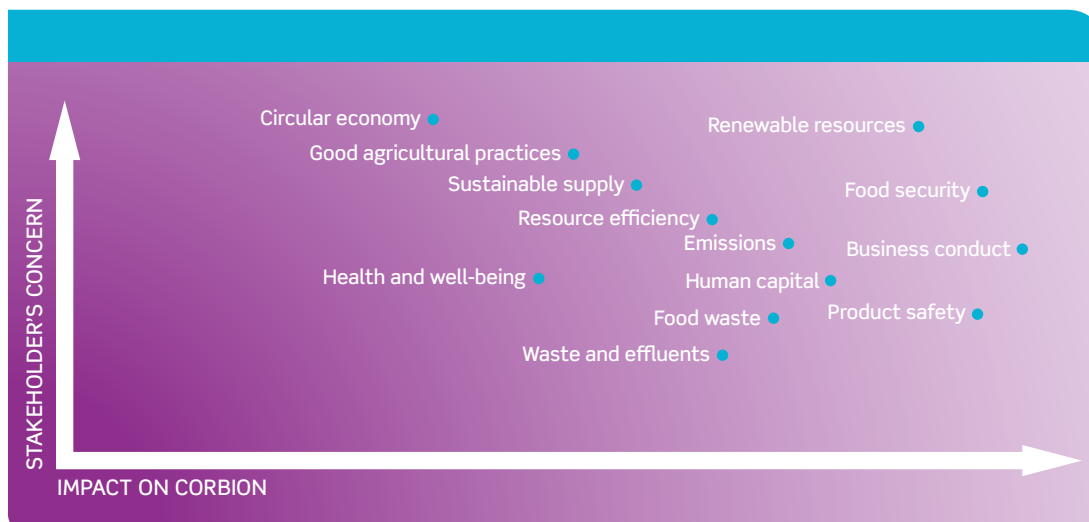 Circular economy
Renewable resources
Good agricultural practices
Sustainable supply
Food security
Resource efficiency
Emissions
Business conduct
Health and well-being
Human capital
Product safety
Food waste
Waste and effluents
STAKEHOLDER'S CONCERN
IMPACT ON CORBION